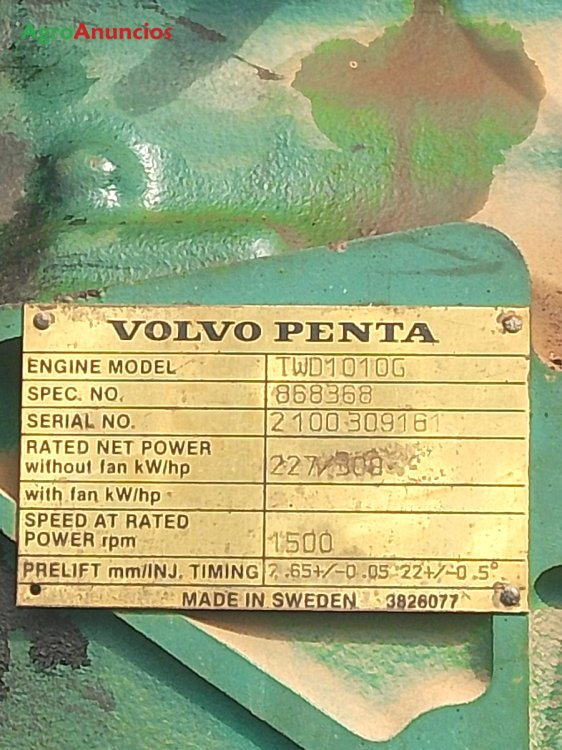 AgroAnuncios
VOLVO PENTA
ENGINE MODEL TWD1010G
SPEC. NO. 868368
SERIAL NO. 2100309161
RATED NET POWER
without fan kW/hp 227/309
with fan kW/hp
SPEED AT RATED
POWER rpm 1500
PRELIFT mm/INJ. TIMING 2.65+/-0.05 22+/-0.5°
MADE IN SWEDEN 3826077